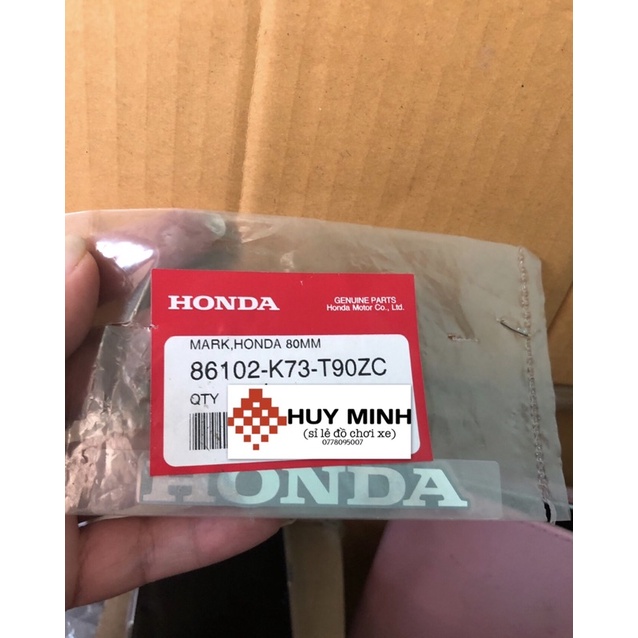 HONDA
GENUINE PARTS
Honda Motor Co., Ltd.
MARK,HONDA 80MM
86102-K73-T90ZC
QTY
HUY MINH
(sỉ lẻ đồ chơi xe)
0778095007
HONDA